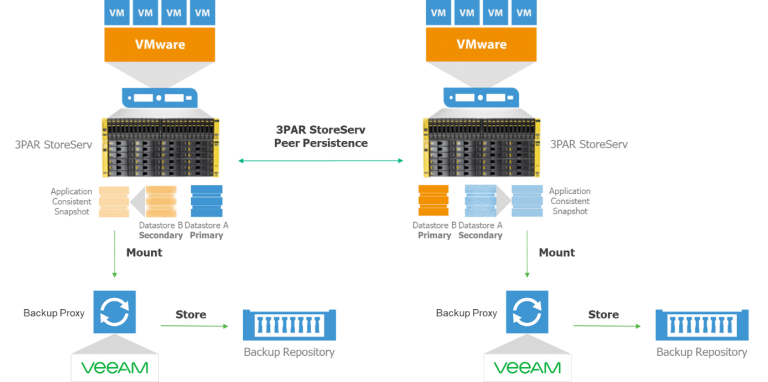 VM VM VM VM
VMware
VM VM VM VM
VMware
3PAR StoreServ
3PAR StoreServ
Peer Persistence
3PAR StoreServ
Application
Consistent
Snapshot
Datastore B
Secondary
Datastore A
Primary
Datastore B
Primary
Datastore A
Secondary
Application
Consistent
Snapshot
Mount
Mount
Backup Proxy
Store
Backup Repository
veeAM
Backup Proxy
Store
Backup Repository
veeAM